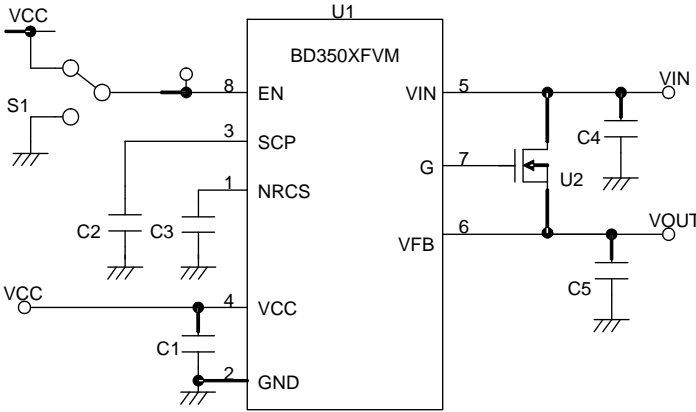 VCC
U1
BD350XFVM
8
EN
VIN
5
VIN
S1
C4
3
SCP
G
7
U2
1
NRCS
C2
C3
VFB
6
VOUT
C5
VCC
4
VCC
C1
2
GND